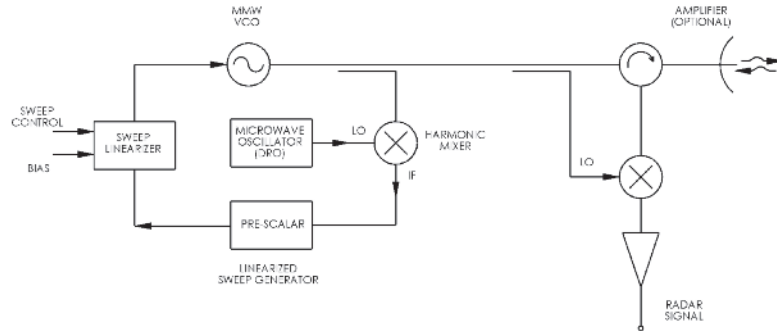 MMW
VCO
AMPLIFIER
(OPTIONAL)
SWEEP
CONTROL
BIAS
SWEEP
LINEARIZER
MICROWAVE
OSCILLATOR
(DRO)
LO
HARMONIC
MIXER
IF
LO
PRE-SCALAR
LINEARIZED
SWEEP GENERATOR
RADAR
SIGNAL